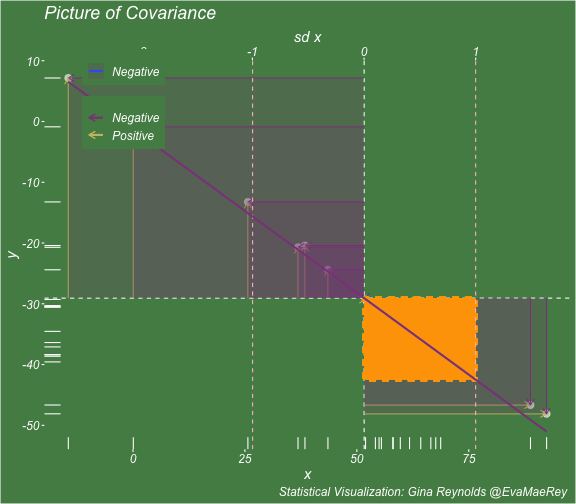 Picture of Covariance
sd x
-1 0 1
10
0
-10
-20
-30
-40
-50
y
Negative
Negative
Positive
0 25 50 75
x
Statistical Visualization: Gina Reynolds @EvaMaeRey